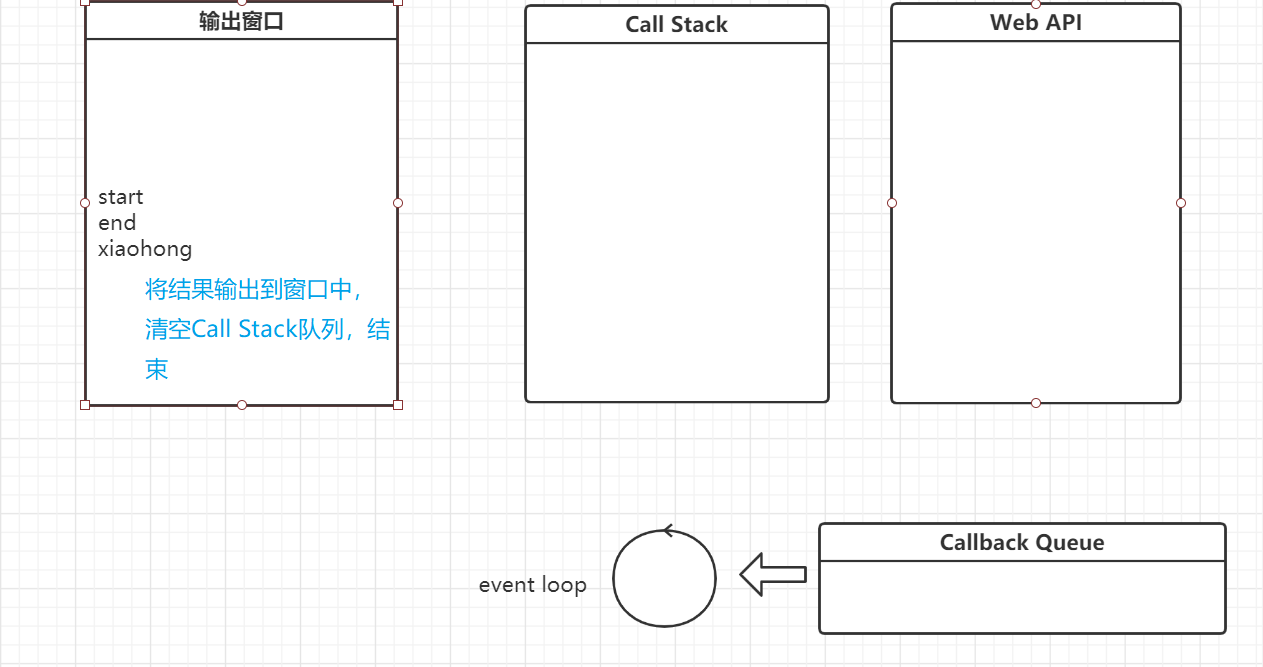 输出窗口
Call Stack
Web API
start
end
xiaohong
将结果输出到窗口中，
清空Call Stack队列，结
束
event loop
Callback Queue